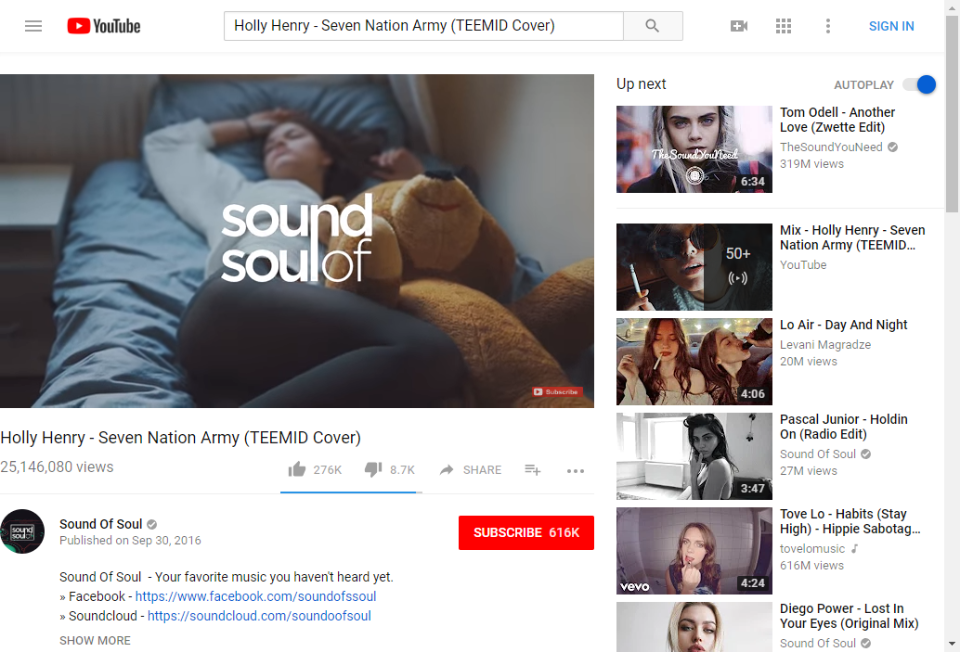 YouTube
Holly Henry - Seven Nation Army (TEEMID Cover)
SIGN IN
sound
soulof
Subscribe
Holly Henry - Seven Nation Army (TEEMID Cover)
25,146,080 views
276K
8.7K
SHARE
sound
soulof
Sound Of Soul
Published on Sep 30, 2016
SUBSCRIBE 616K
Sound Of Soul - Your favorite music you haven't heard yet.
» Facebook - https://www.facebook.com/soundofssoul
» Soundcloud - https://soundcloud.com/soundoofsoul
SHOW MORE
Up next
AUTOPLAY
TheSoundYouNeed
6:34
Tom Odell - Another
Love (Zwette Edit)
TheSoundYouNeed
319M views
50+
Mix - Holly Henry - Seven
Nation Army (TEEMID…
YouTube
4:06
Lo Air - Day And Night
Levani Magradze
20M views
3:47
Pascal Junior - Holdin
On (Radio Edit)
Sound Of Soul
27M views
vevo
4:24
Tove Lo - Habits (Stay
High) - Hippie Sabotag…
tovelomusic
616M views
Diego Power - Lost In
Your Eyes (Original Mix)
Sound Of Soul